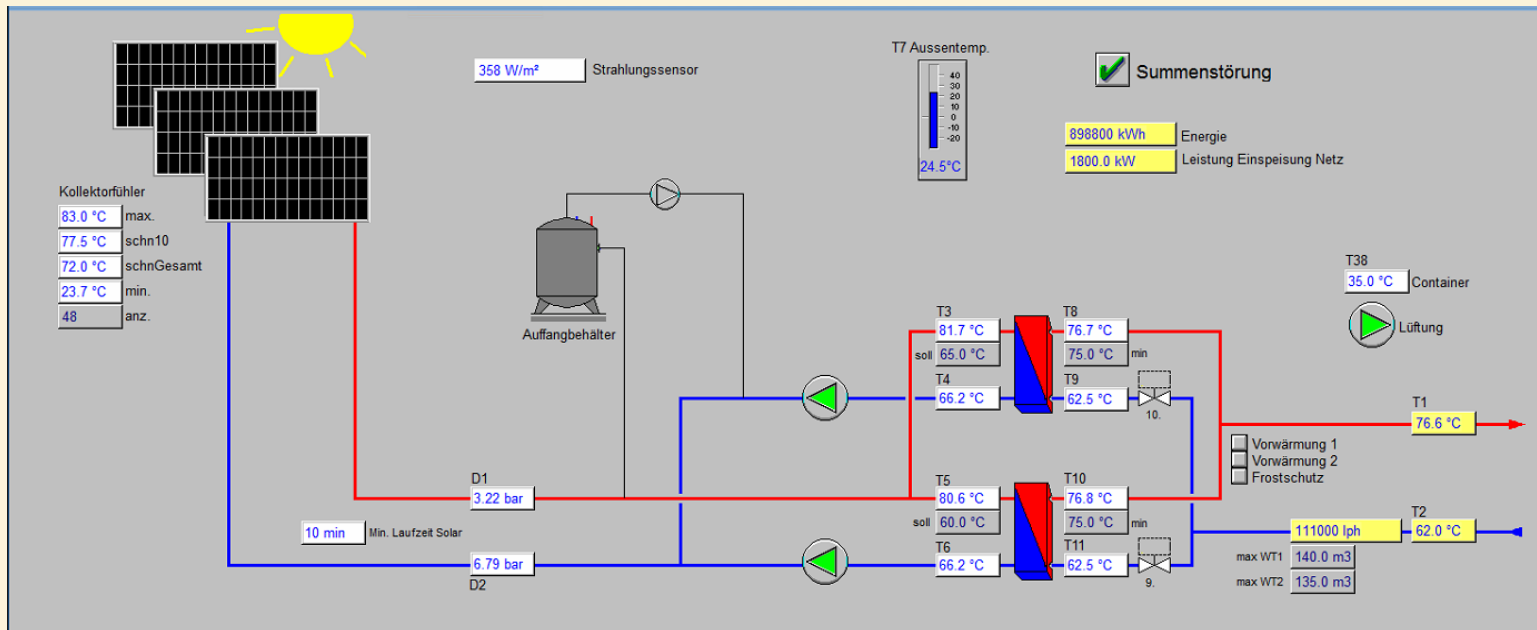 T7 Aussentemp.
358 W/m²
Strahlungssensor
40
30
20
10
0
-10
-20
24.5°C
Summenstörung
898800 kWh
Energie
1800.0 kW
Leistung Einspeisung Netz
Kollektorfühler
83.0 °C
max.
77.5 °C
schn10
72.0 °C
schnGesamt
23.7 °C
min.
48
anz.
Auffangbehälter
T38
35.0 °C
Container
Lüftung
T3
81.7 °C
soll
65.0 °C
T4
66.2 °C
T8
76.7 °C
75.0 °C
min
T9
62.5 °C
10.
T1
76.6 °C
Vorwärmung 1
Vorwärmung 2
Frostschutz
D1
3.22 bar
10 min
Min. Laufzeit Solar
6.79 bar
D2
T5
80.6 °C
soll
60.0 °C
T6
66.2 °C
T10
76.8 °C
75.0 °C
min
T11
62.5 °C
9.
T2
111000 lph
62.0 °C
max WT1
140.0 m3
max WT2
135.0 m3